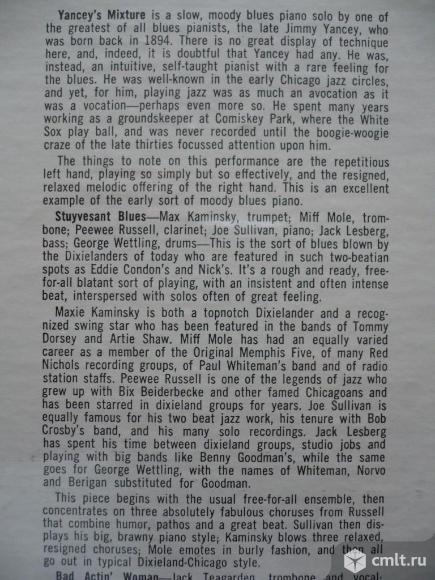 Yancey's Mixture is a slow, moody blues piano solo by one
of the greatest of all blues pianists, the late Jimmy Yancey, who
was born back in 1894. There is no great display of technique
here, and, indeed, it is doubtful that Yancey had any. He was,
instead, an intuitive, self-taught pianist with a rare feeling for
the blues. He was well-known in the early Chicago jazz circles,
and yet, for him, playing jazz was as much an avocation as it
was a vocation—perhaps even more so. He spent many years
working as a groundskeeper at Comiskey Park, where the White
Sox play ball, and was never recorded until the boogie-woogie
craze of the late thirties focussed attention upon him.
The things to note on this performance are the repetitious
left hand, playing so simply but so effectively, and the resigned,
relaxed melodic offering of the right hand. This is an excellent
example of the early sort of moody blues piano.
Stuyvesant Blues—Max Kaminsky, trumpet; Miff Mole, trom-
bone; Peewee Russell, clarinet; Joe Sullivan, piano; Jack Lesberg,
bass; George Wettling, drums—This is the sort of blues blown by
the Dixielanders of today who are featured in such two-beatian
spots as Eddie Condon's and Nick's. It's a rough and ready, free-
for-all blatant sort of playing, with an insistent and often intense
beat, interspersed with solos often of great feeling.
Maxie Kaminsky is both a topnotch Dixielander and a recog-
nized swing star who has been featured in the bands of Tommy
Dorsey and Artie Shaw. Miff Mole has had an equally varied
career as a member of the Original Memphis Five, of many Red
Nichols recording groups, of Paul Whiteman's band and of radio
station staffs. Peewee Russell is one of the legends of jazz who
grew up with Bix Beiderbecke and other famed Chicagoans and
has been starred in dixieland groups for years. Joe Sullivan is
equally famous for his two beat jazz work, his tenure with Bob
Crosby's band, and his many solo recordings. Jack Lesberg
has spent his time between dixieland groups, studio jobs and
playing with big bands like Benny Goodman's, while the same
goes for George Wettling, with the names of Whiteman, Norvo
and Berigan substituted for Goodman.
This piece begins with the usual free-for-all ensemble, then
concentrates on three absolutely fabulous choruses from Russell
that combine humor, pathos and a great beat. Sullivan then dis-
plays his big, brawny piano style; Kaminsky blows three relaxed,
resigned choruses; Mole emotes in burly fashion, and then all
go out in typical Dixieland-Chicago style.
Bad Actin' Woman—Jack Teagarden, trombone and vocal;
cmlt.ru